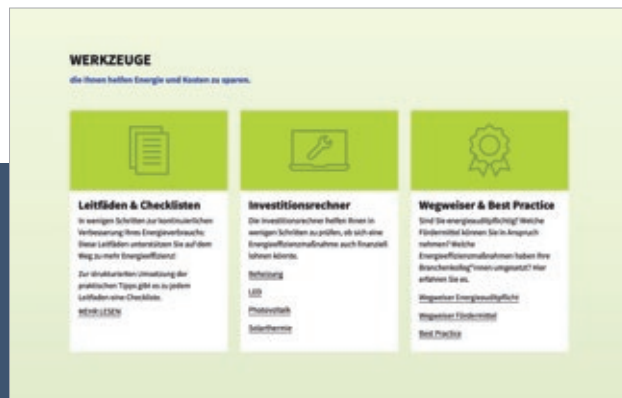 WERKZEUGE
die Ihnen helfen Energie und Kosten zu sparen.
Leitfäden & Checklisten
In wenigen Schritten zur kontinuierlichen
Verbesserung Ihres Energieverbrauchs:
Diese Leitfäden unterstützen Sie auf dem
Weg zu mehr Energieeffizienz!
Zur strukturierten Umsetzung der
praktischen Tipps gibt es zu jedem
Leitfaden eine Checkliste.
MEHR LESEN
Investitionsrechner
Die Investitionsrechner helfen Ihnen in
wenigen Schritten zu prüfen, ob sich eine
Energieeffizienzmaßnahme auch finanziell
lohnen könnte.
Beheizung
LED
Photovoltaik
Solarthermie
Wegweiser & Best Practice
Sind Sie energieauditpflichtig? Welche
Fördermittel können Sie in Anspruch
nehmen? Welche
Energieeffizienzmaßnahmen haben Ihre
Branchenkolleg*innen umgesetzt? Hier
erfahren Sie es.
Wegweiser Energieauditpflicht
Wegweiser Fördermittel
Best Practice